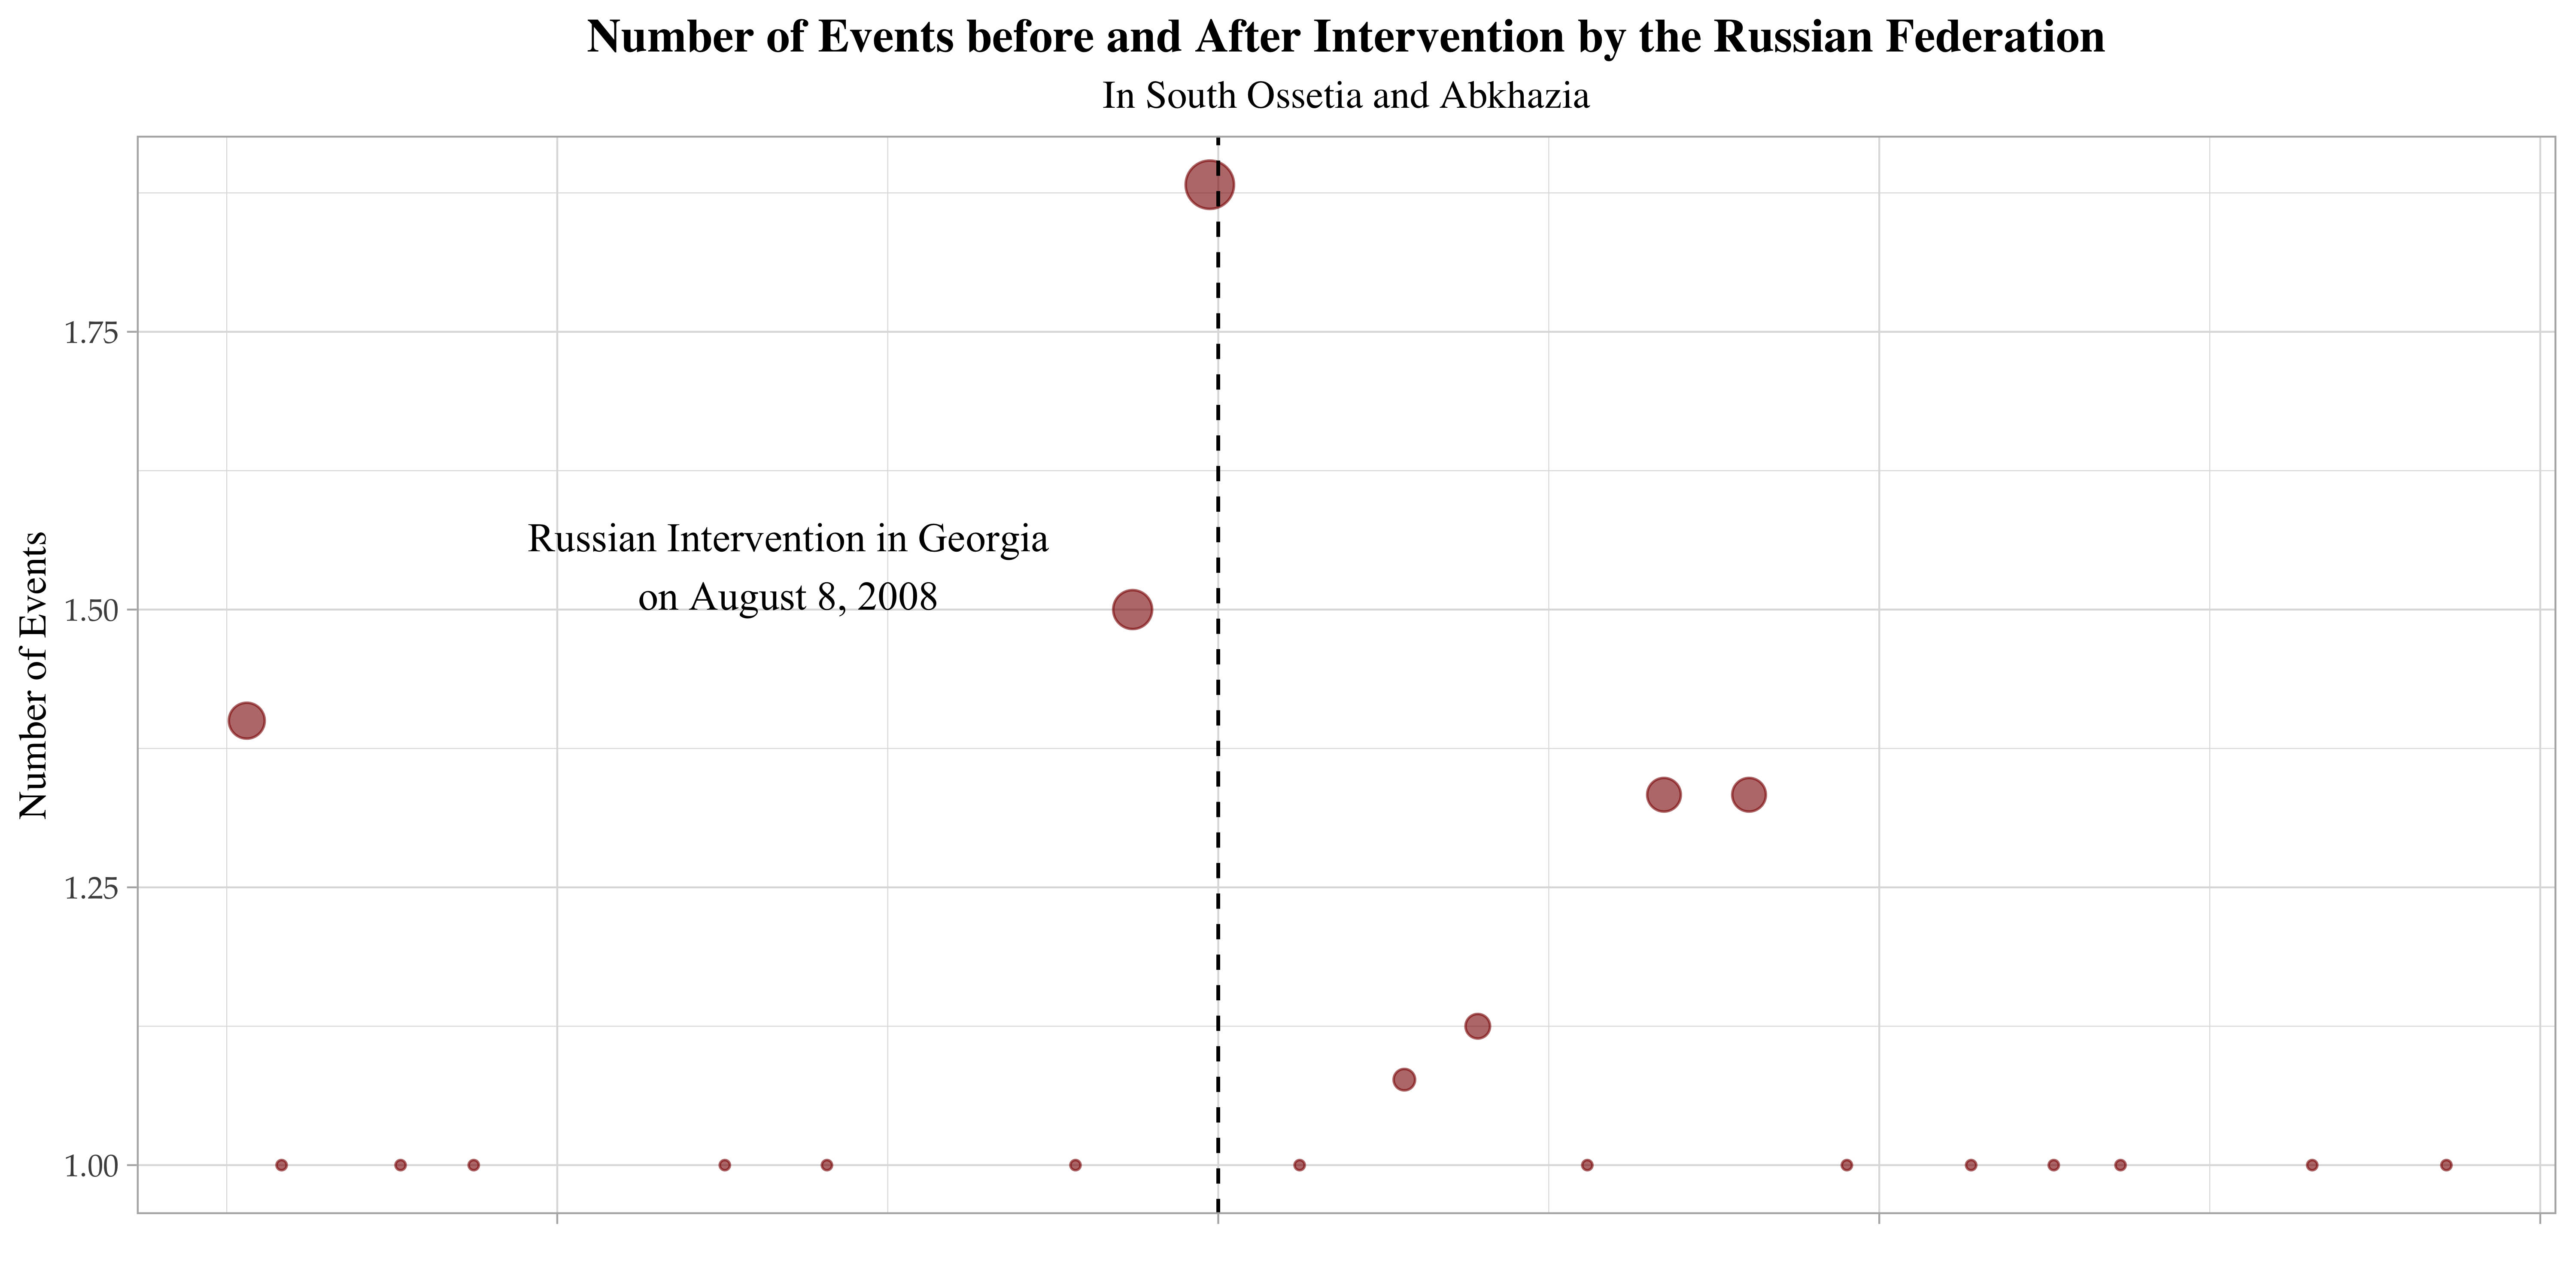 Number of Events before and After Intervention by the Russian Federation
In South Ossetia and Abkhazia
Number of Events
1.75
1.50
1.25
1.00
Russian Intervention in Georgia
on August 8, 2008